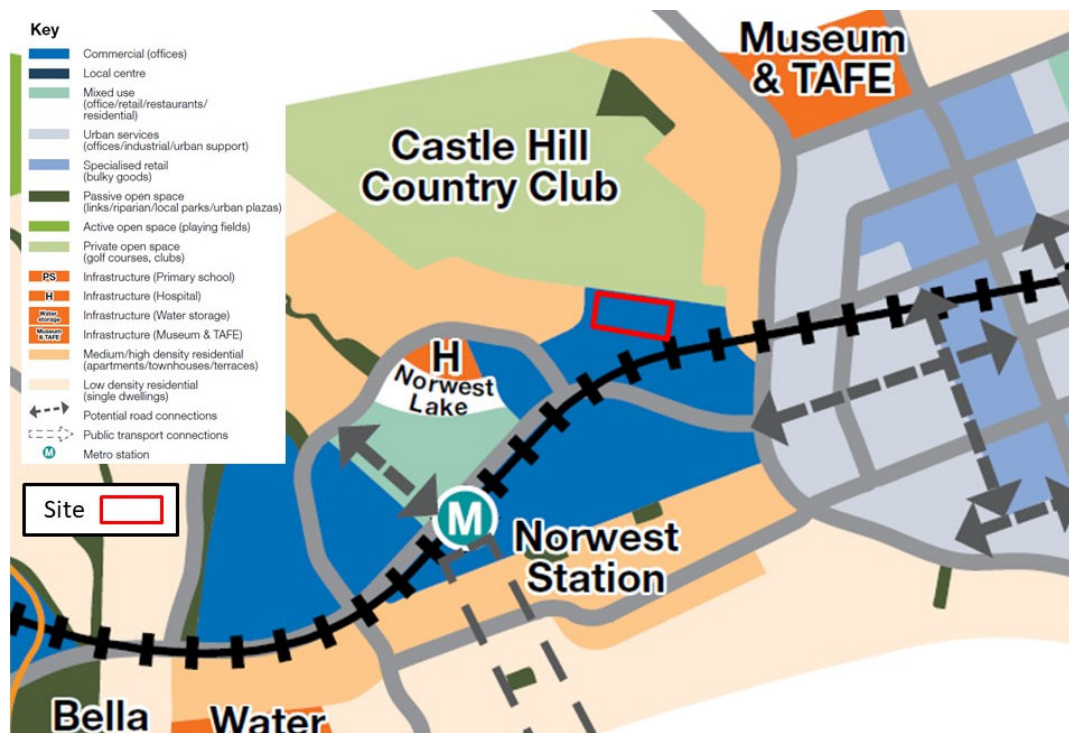 Key
Commercial (offices)
Local centre
Mixed use
(office/retail/restaurants/
residential)
Urban services
(offices/industrial/urban support)
Specialised retail
(bulky goods)
Passive open space
(links/riparian/local parks/urban plazas)
Active open space (playing fields)
Private open space
(golf courses, clubs)
PS
Infrastructure (Primary school)
H
Infrastructure (Hospital)
Water
storage
Infrastructure (Water storage)
Museum
& TAFE
Infrastructure (Museum & TAFE)
Medium/high density residential
(apartments/townhouses/terraces)
Low density residential
(single dwellings)
Potential road connections
Public transport connections
M
Metro station
Site
Museum
& TAFE
Castle Hill
Country Club
H
Norwest
Lake
M
Norwest
Station
Bella
Water